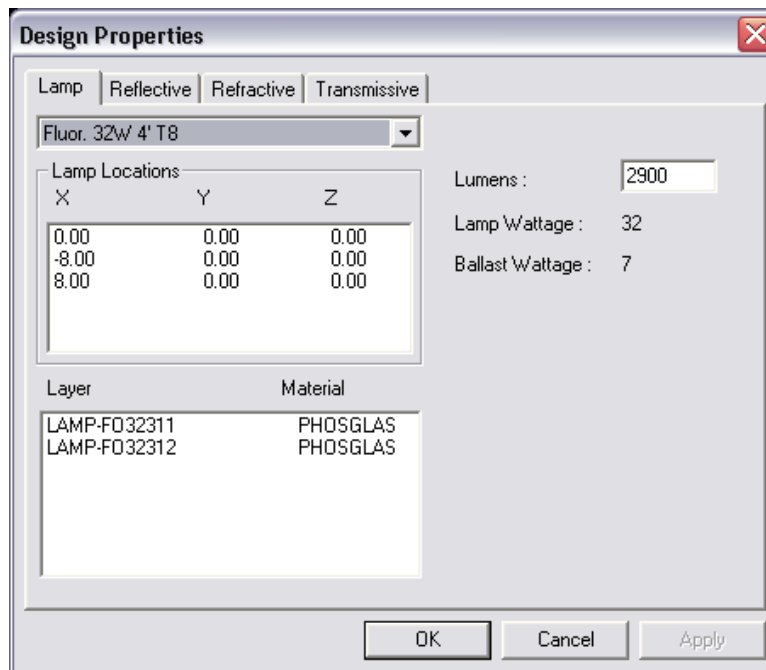 Design Properties
Lamp Reflective Refractive Transmissive
Fluor. 32W 4' T8
Lamp Locations
X Y Z
0.00 0.00 0.00
-8.00 0.00 0.00
8.00 0.00 0.00
Lumens : 2900
Lamp Wattage : 32
Ballast Wattage : 7
Layer Material
LAMP-FO32311 PHOSGLAS
LAMP-FO32312 PHOSGLAS
OK Cancel Apply